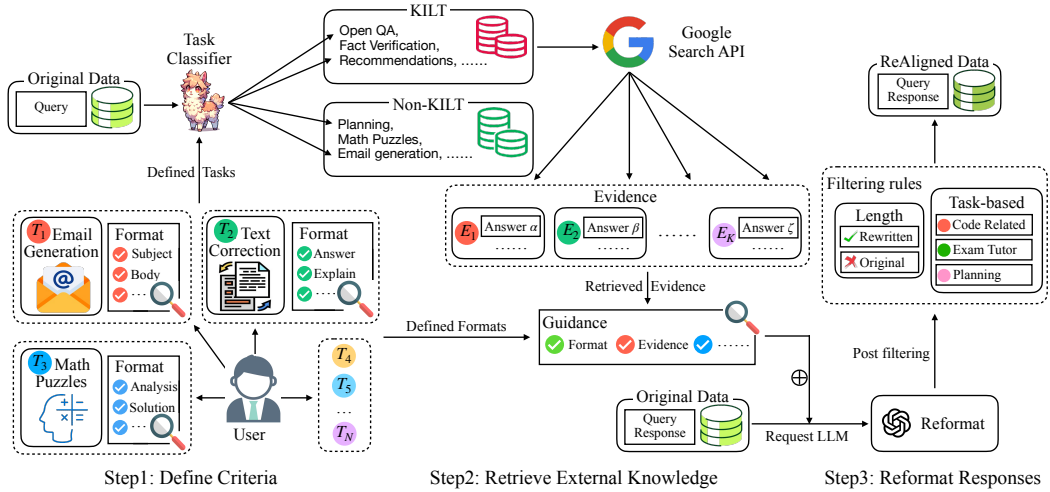 Task
Classifier
Original Data
Query
KILT
Open QA,
Fact Verification,
Recommendations, ......
Non-KILT
Planning,
Math Puzzles,
Email generation, ......
Google
Search API
Defined Tasks
T1 Email
Generation
Format
Subject
Body
....
T2 Text
Correction
Format
Answer
Explain
....
T3 Math
Puzzles
Format
Analysis
Solution
...
User
T4
T5
...
TN
Evidence
E1
Answer α
......
E2
Answer β
......
......
EK
Answer ζ
......
Retrieved Evidence
Defined Formats
Guidance
Format
Evidence
......
Original Data
Query
Response
⊕
Request LLM
Reformat
Post filtering
Filtering rules
Length
Rewritten
Original
Task-based
Code Related
Exam Tutor
Planning
ReAligned Data
Query
Response
Step1: Define Criteria
Step2: Retrieve External Knowledge
Step3: Reformat Responses